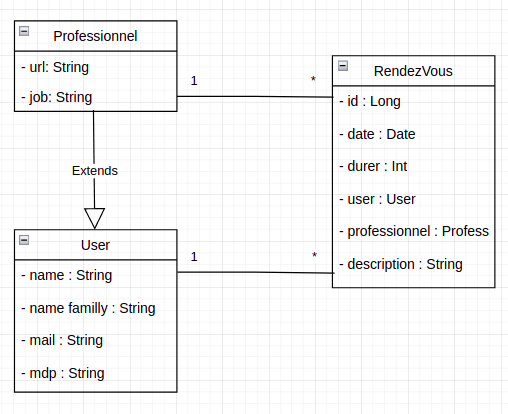 Professionnel
- url: String
- job: String
1
*
RendezVous
- id : Long
- date : Date
- durer : Int
- user : User
- professionnel : Profess
- description : String
Extends
User
- name : String
- name familly : String
- mail : String
- mdp : String
1
*